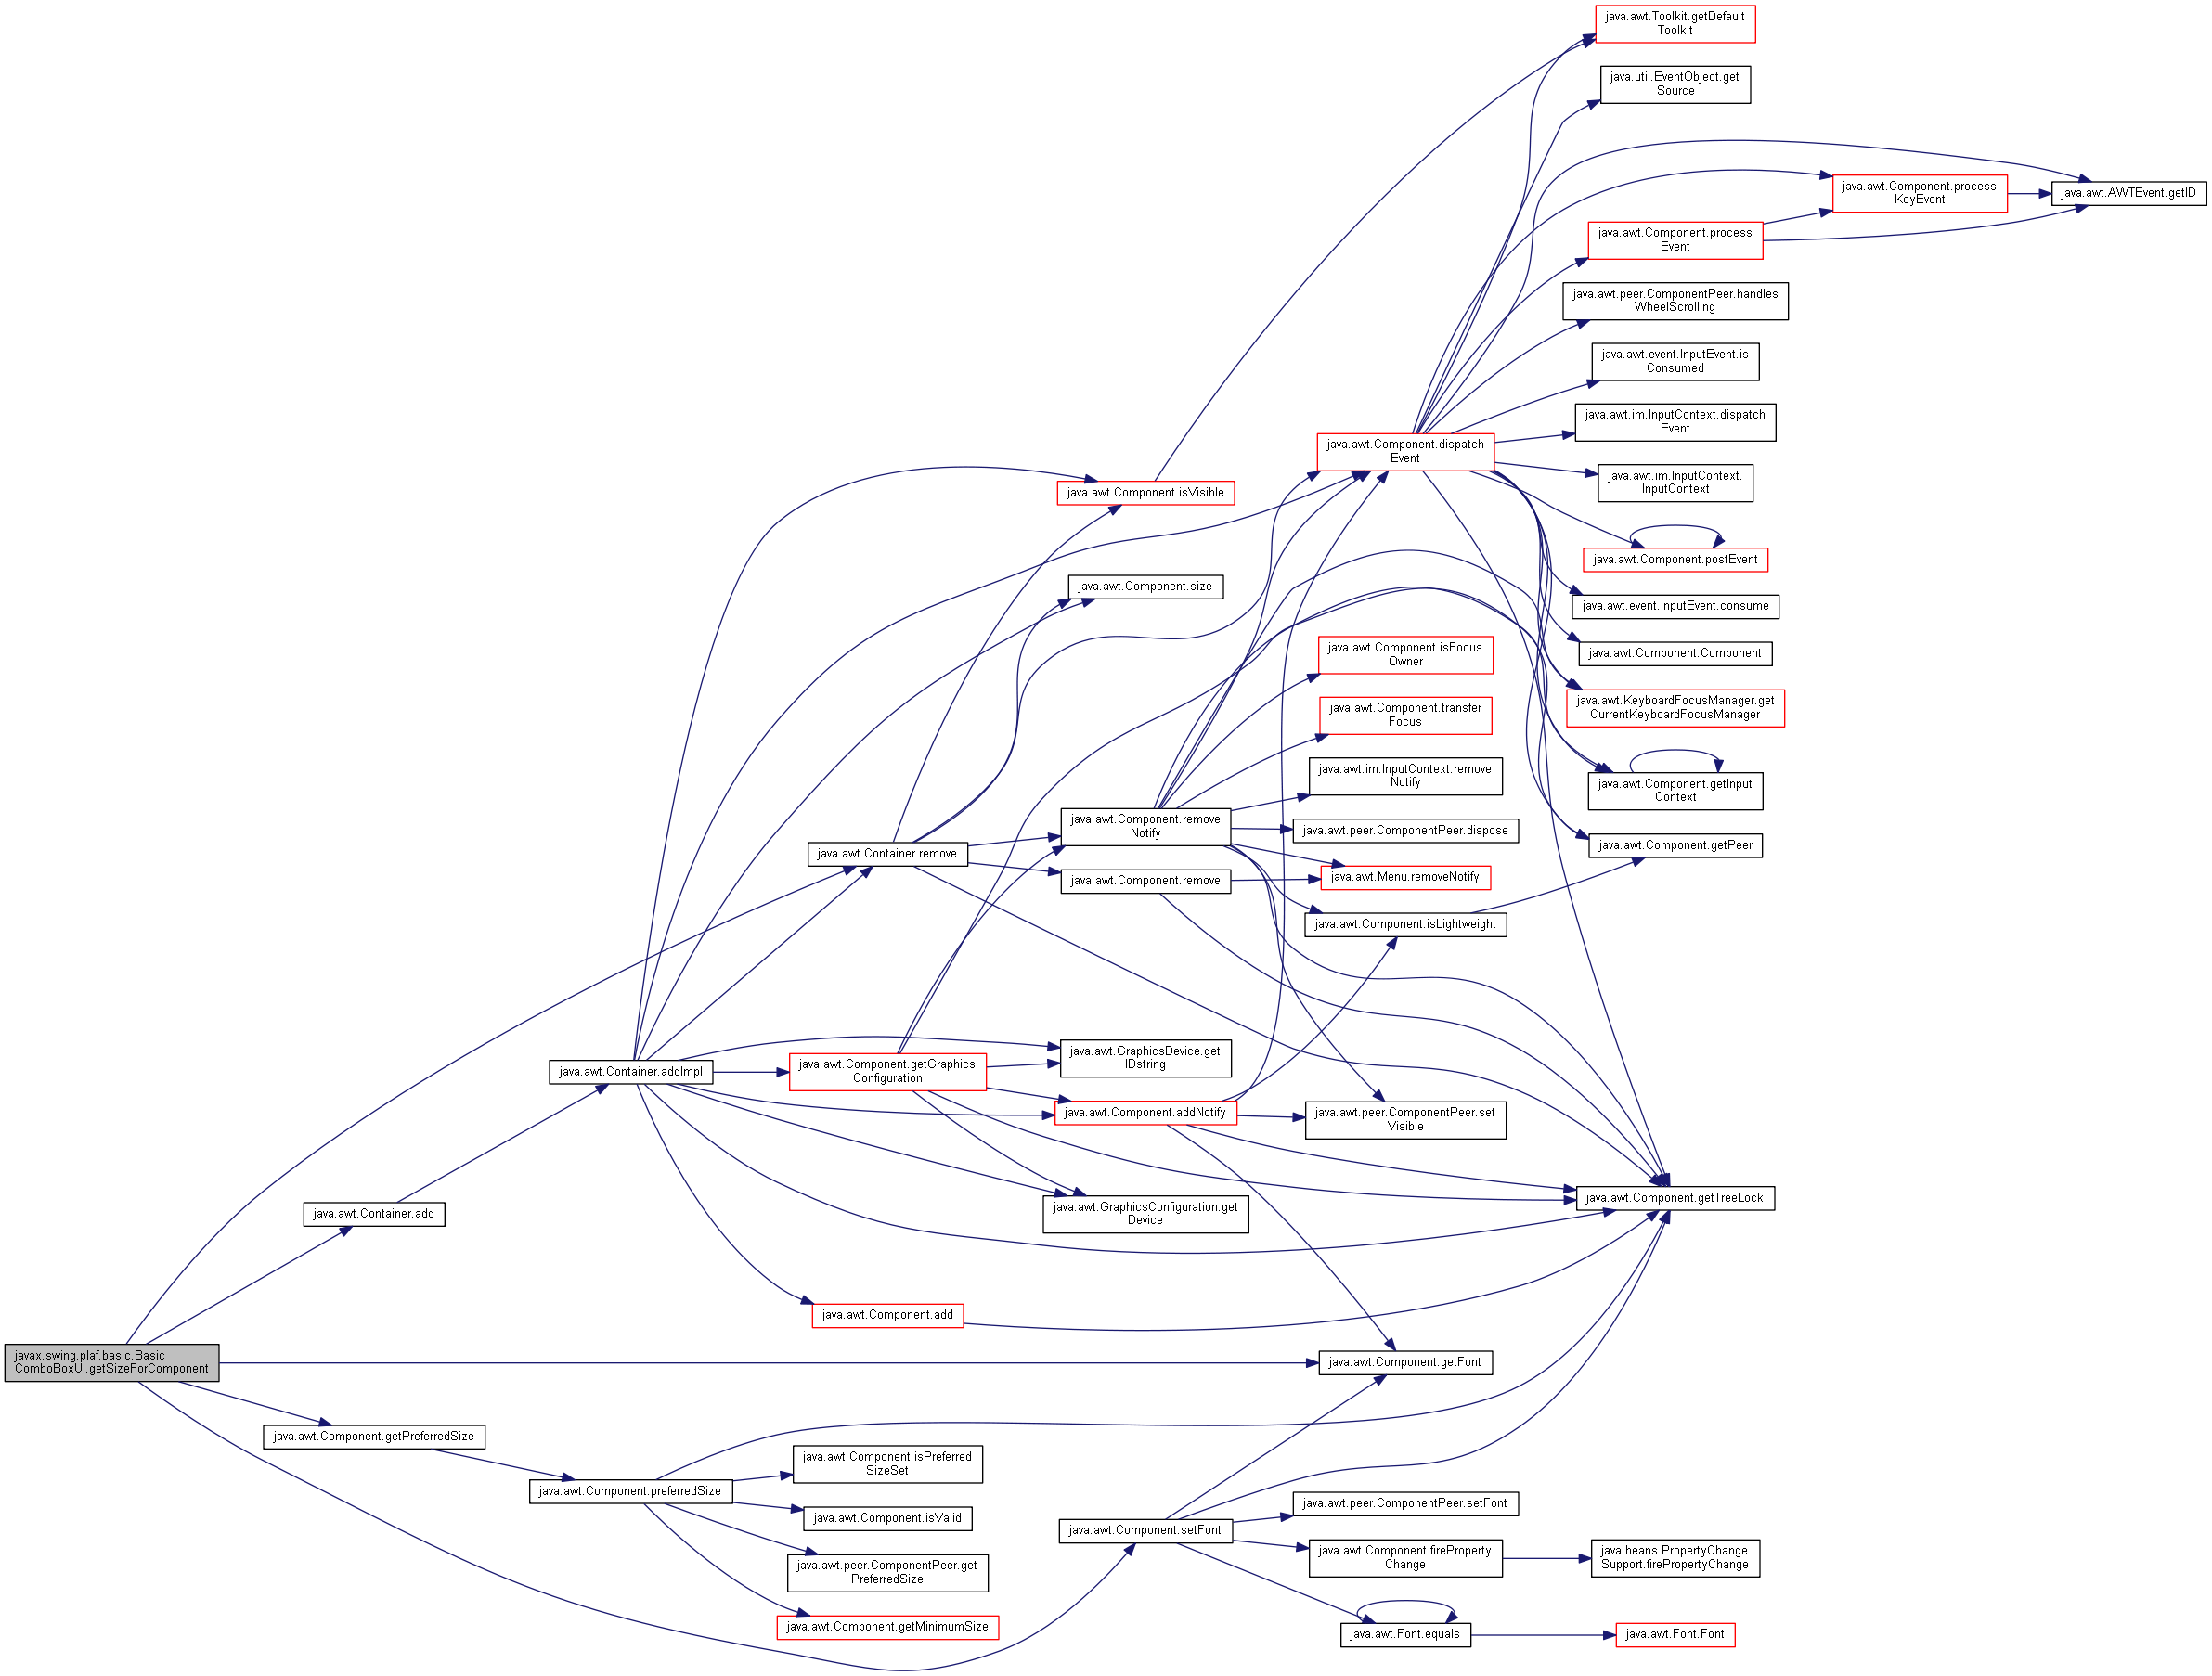 java.awt.Toolkit.getDefault
Toolkit
java.util.EventObject.get
Source
java.awt.Component.process
KeyEvent
java.awt.AWTEvent.getID
java.awt.Component.process
Event
java.awt.peer.ComponentPeer.handles
WheelScrolling
java.awt.event.InputEvent.is
Consumed
java.awt.im.InputContext.dispatch
Event
java.awt.Component.dispatch
Event
java.awt.im.InputContext.
InputContext
java.awt.Component.isVisible
java.awt.Component.postEvent
java.awt.Component.size
java.awt.event.InputEvent.consume
java.awt.Component.isFocus
Owner
java.awt.Component.Component
java.awt.KeyboardFocusManager.get
CurrentKeyboardFocusManager
java.awt.Component.transfer
Focus
java.awt.im.InputContext.remove
Notify
java.awt.Component.getInput
Context
java.awt.Component.remove
Notify
java.awt.peer.ComponentPeer.dispose
java.awt.Component.getPeer
java.awt.Container.remove
java.awt.Component.remove
java.awt.Menu.removeNotify
java.awt.Component.isLightweight
java.awt.GraphicsDevice.get
IDstring
java.awt.Container.addImpl
java.awt.Component.getGraphics
Configuration
java.awt.Component.addNotify
java.awt.peer.ComponentPeer.set
Visible
java.awt.Component.getTreeLock
java.awt.Container.add
java.awt.GraphicsConfiguration.get
Device
java.awt.Component.add
javax.swing.plaf.basic.Basic
ComboBoxUI.getSizeForComponent
java.awt.Component.getFont
java.awt.Component.getPreferredSize
java.awt.Component.isPreferred
SizeSet
java.awt.Component.preferredSize
java.awt.Component.isValid
java.awt.peer.ComponentPeer.get
PreferredSize
java.awt.Component.getMinimumSize
java.awt.Component.setFont
java.awt.peer.ComponentPeer.setFont
java.awt.Component.fireProperty
Change
java.beans.PropertyChange
Support.firePropertyChange
java.awt.Font.equals
java.awt.Font.Font